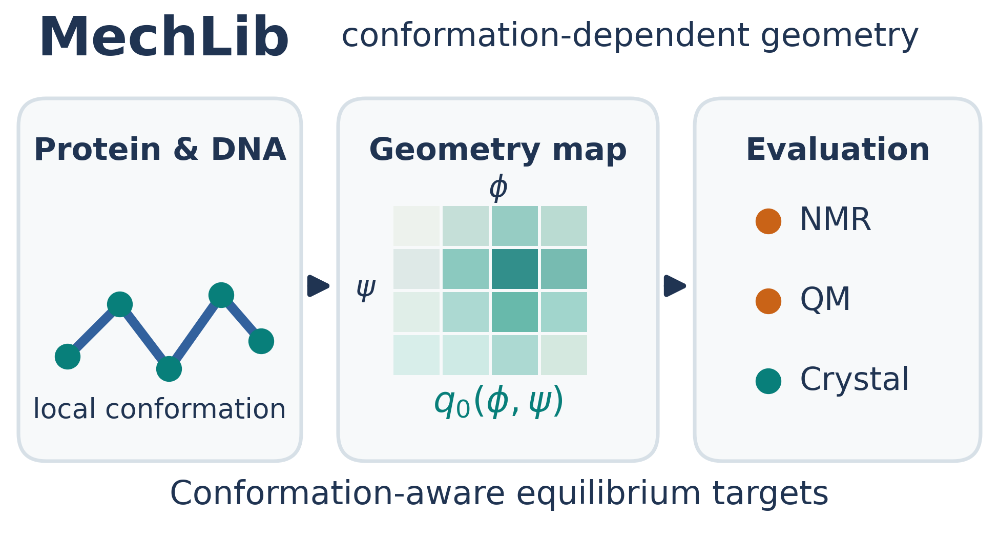 MechLib conformation-dependent geometry
Protein & DNA
local conformation
Geometry map
ϕ
ψ
q₀(ϕ, ψ)
Evaluation
NMR
QM
Crystal
Conformation-aware equilibrium targets